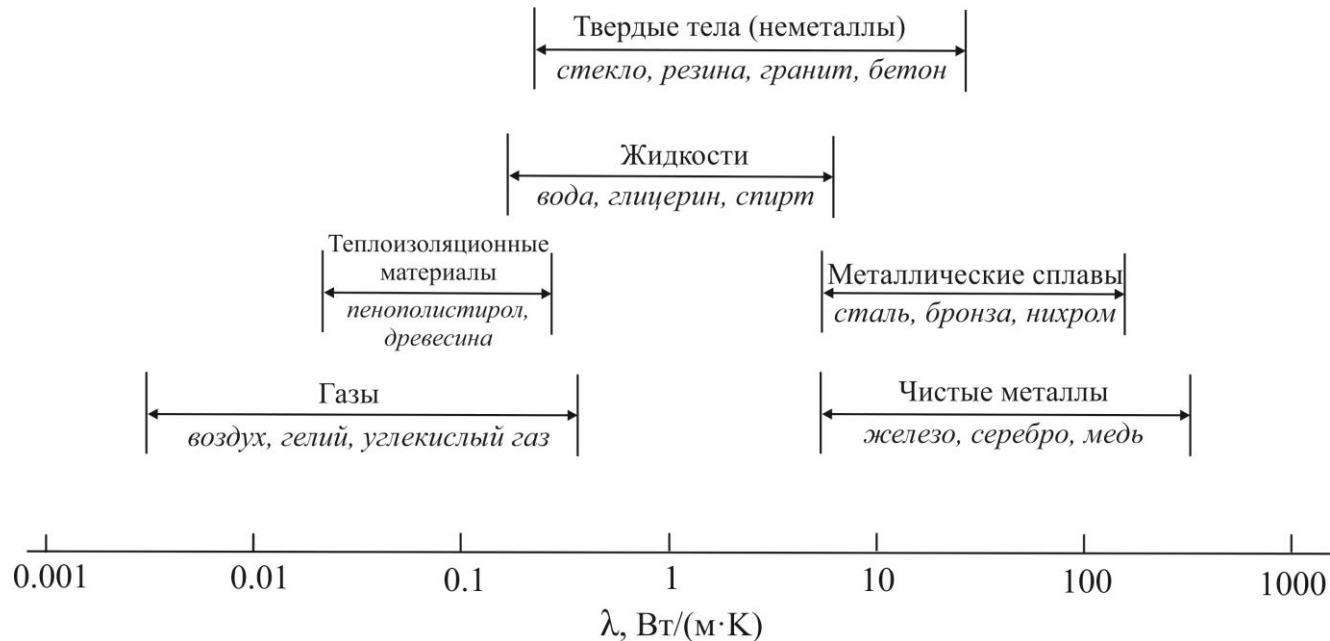 Твердые тела (неметаллы)
стекло, резина, гранит, бетон
Жидкости
вода, глицерин, спирт
Теплоизоляционные
материалы
пенополистирол,
древесина
Металлические сплавы
сталь, бронза, нихром
Газы
воздух, гелий, углекислый газ
Чистые металлы
железо, серебро, медь
0.001 0.01 0.1 1 10 100 1000
λ, Вт/(м·К)